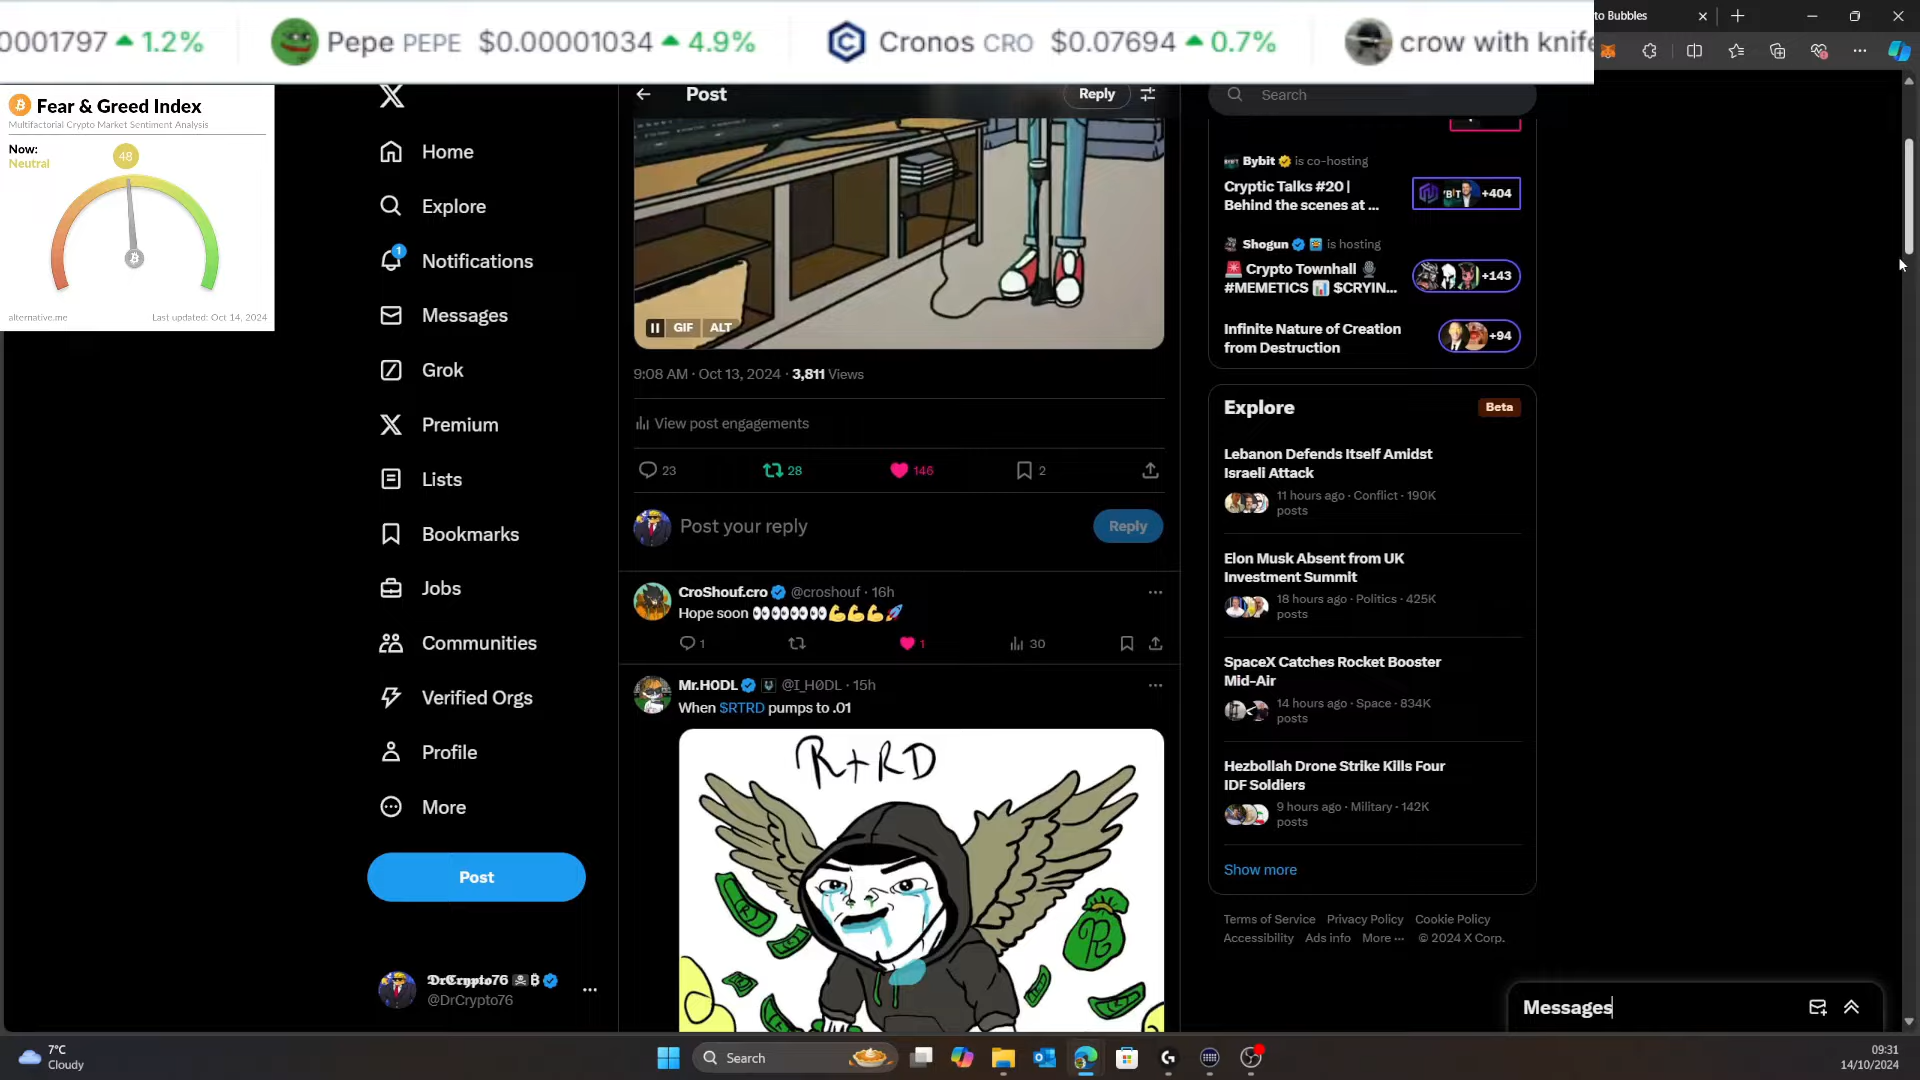 0001797 1.2%
Pepe PEPE $0.00001034 4.9%
Cronos CRO $0.07694 0.7%
crow with knife
to Bubbles
Fear & Greed Index
Multifactorial Crypto Market Sentiment Analysis
Now:
Neutral
48
alternative.me
Last updated: Oct 14, 2024
Home
Explore
1
Notifications
Messages
Grok
Premium
Lists
Bookmarks
Jobs
Communities
Verified Orgs
Profile
More
Post
DrCrypto76
@DrCrypto76
Post
Reply
GIF
ALT
9:08 AM · Oct 13, 2024 · 3,811 Views
View post engagements
23
28
146
2
Post your reply
Reply
CroShouf.cro @croshouf · 16h
Hope soon 👀👀👀👀💪💪💪🚀
1
1
30
Mr.H0DL @I_H0DL · 15h
When $RTRD pumps to .01
R+RD
R
Search
Bybit is co-hosting
Cryptic Talks #20 |
Behind the scenes at ...
+404
Shogun is hosting
🚨 Crypto Townhall 🎙️
#MEMETICS 📊 $CRYIN...
+143
Infinite Nature of Creation
from Destruction
+94
Explore
Beta
Lebanon Defends Itself Amidst
Israeli Attack
11 hours ago · Conflict · 190K
posts
Elon Musk Absent from UK
Investment Summit
18 hours ago · Politics · 425K
posts
SpaceX Catches Rocket Booster
Mid-Air
14 hours ago · Space · 834K
posts
Hezbollah Drone Strike Kills Four
IDF Soldiers
9 hours ago · Military · 142K
posts
Show more
Terms of Service Privacy Policy Cookie Policy
Accessibility Ads info More ··· © 2024 X Corp.
Messages
7°C
Cloudy
Search
09:31
14/10/2024